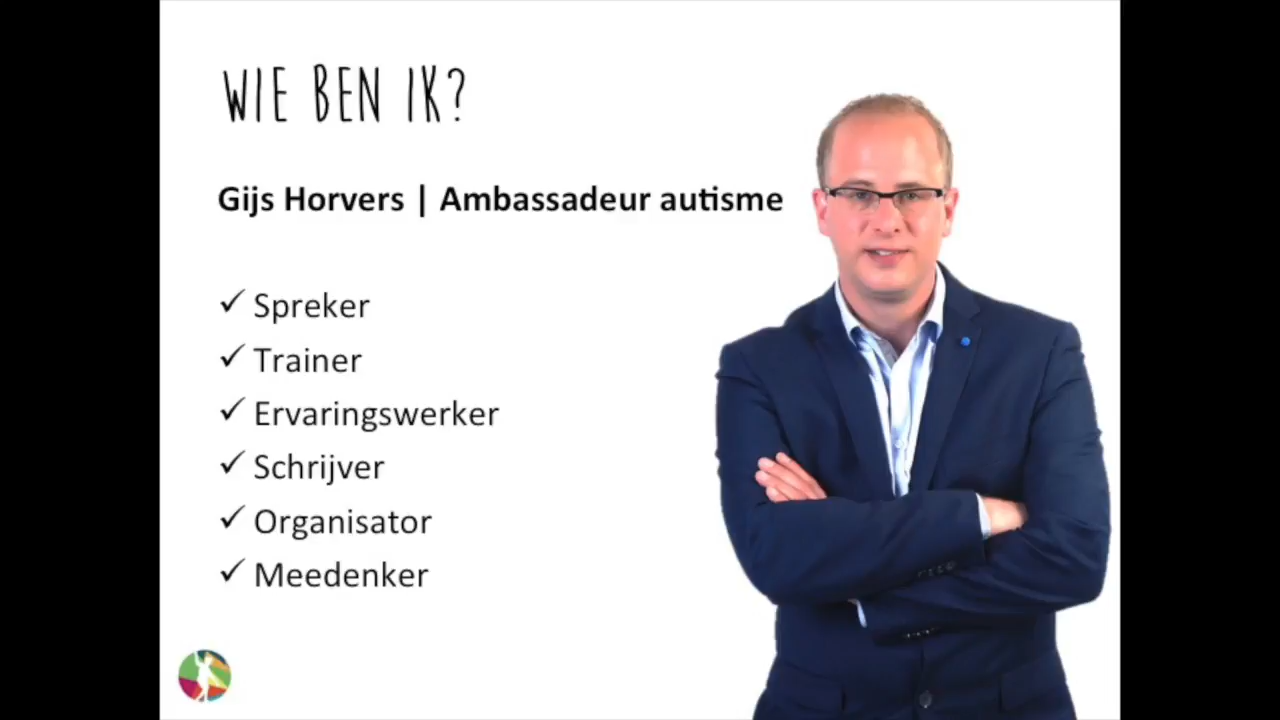 WIE BEN IK?
Gijs Horvers | Ambassadeur autisme
✓ Spreker
✓ Trainer
✓ Ervaringswerker
✓ Schrijver
✓ Organisator
✓ Meedenker